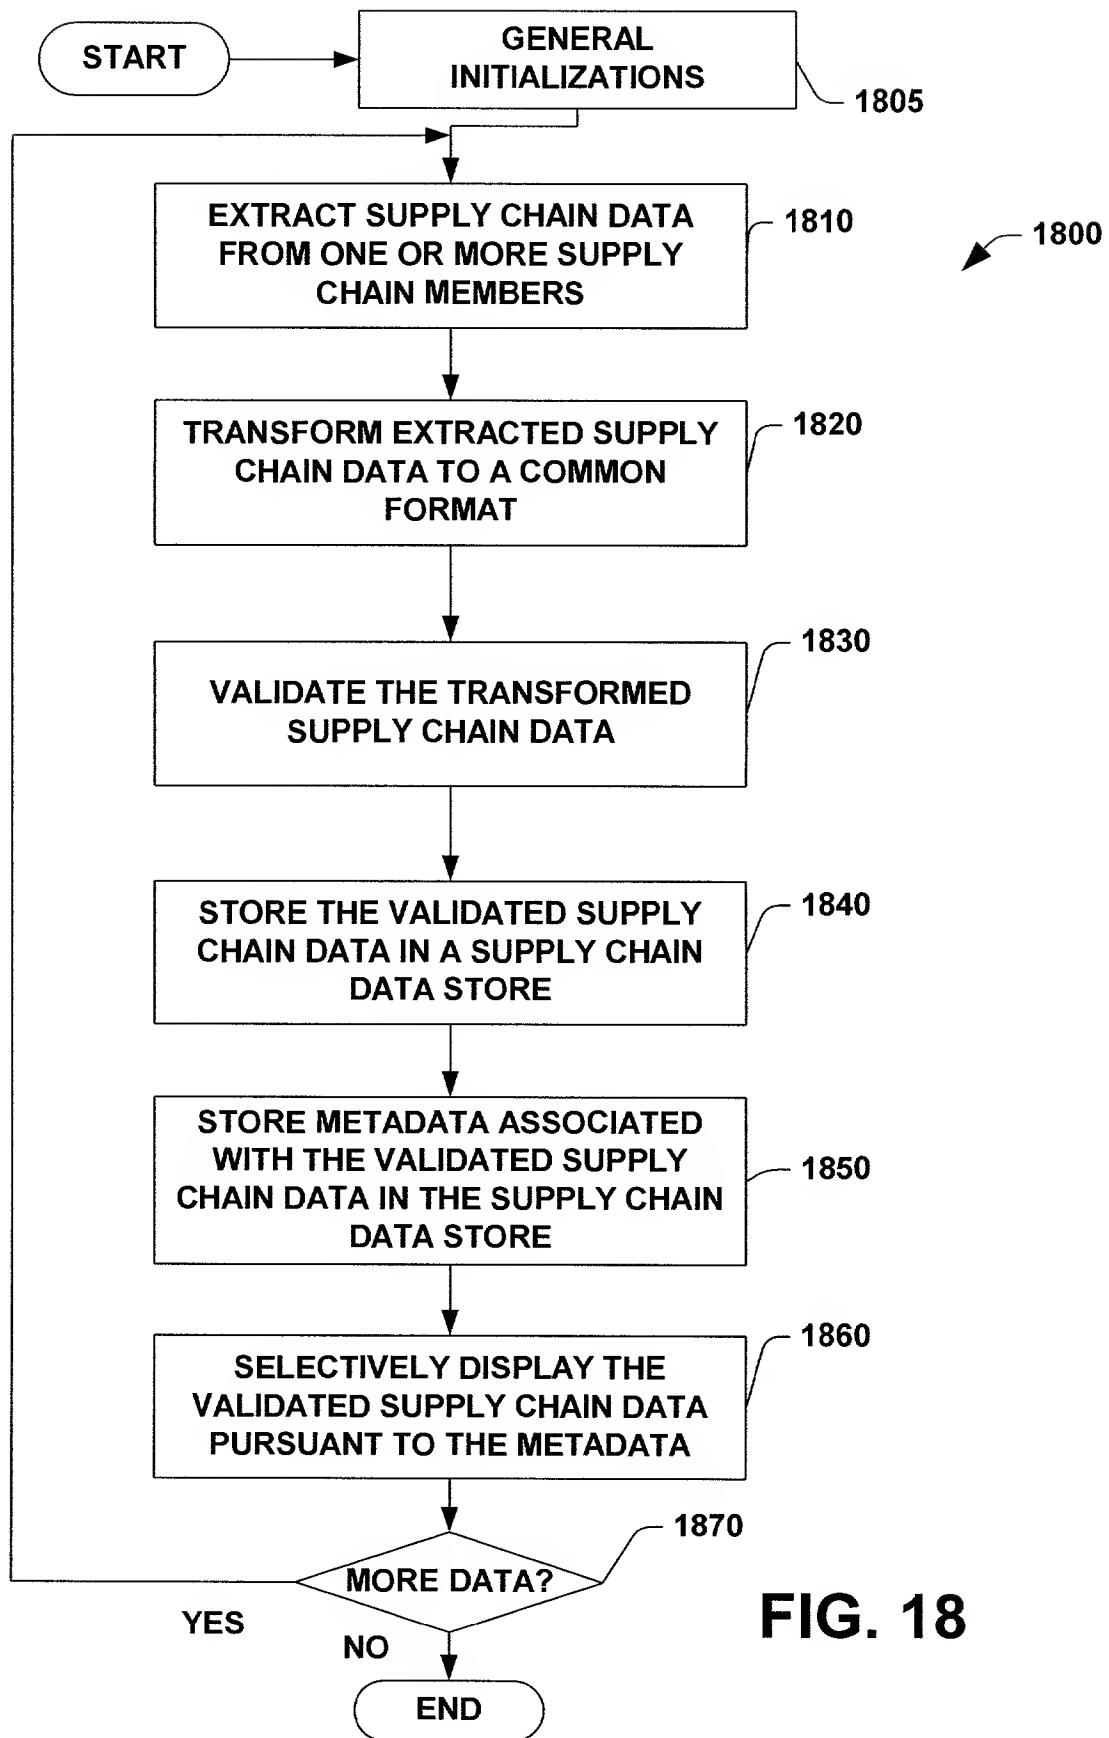 START
GENERAL
INITIALIZATIONS
1805
EXTRACT SUPPLY CHAIN DATA
FROM ONE OR MORE SUPPLY
CHAIN MEMBERS
1810
1800
TRANSFORM EXTRACTED SUPPLY
CHAIN DATA TO A COMMON
FORMAT
1820
VALIDATE THE TRANSFORMED
SUPPLY CHAIN DATA
1830
STORE THE VALIDATED SUPPLY
CHAIN DATA IN A SUPPLY CHAIN
DATA STORE
1840
STORE METADATA ASSOCIATED
WITH THE VALIDATED SUPPLY
CHAIN DATA IN THE SUPPLY CHAIN
DATA STORE
1850
SELECTIVELY DISPLAY THE
VALIDATED SUPPLY CHAIN DATA
PURSUANT TO THE METADATA
1860
MORE DATA?
1870
YES
NO
END
FIG. 18